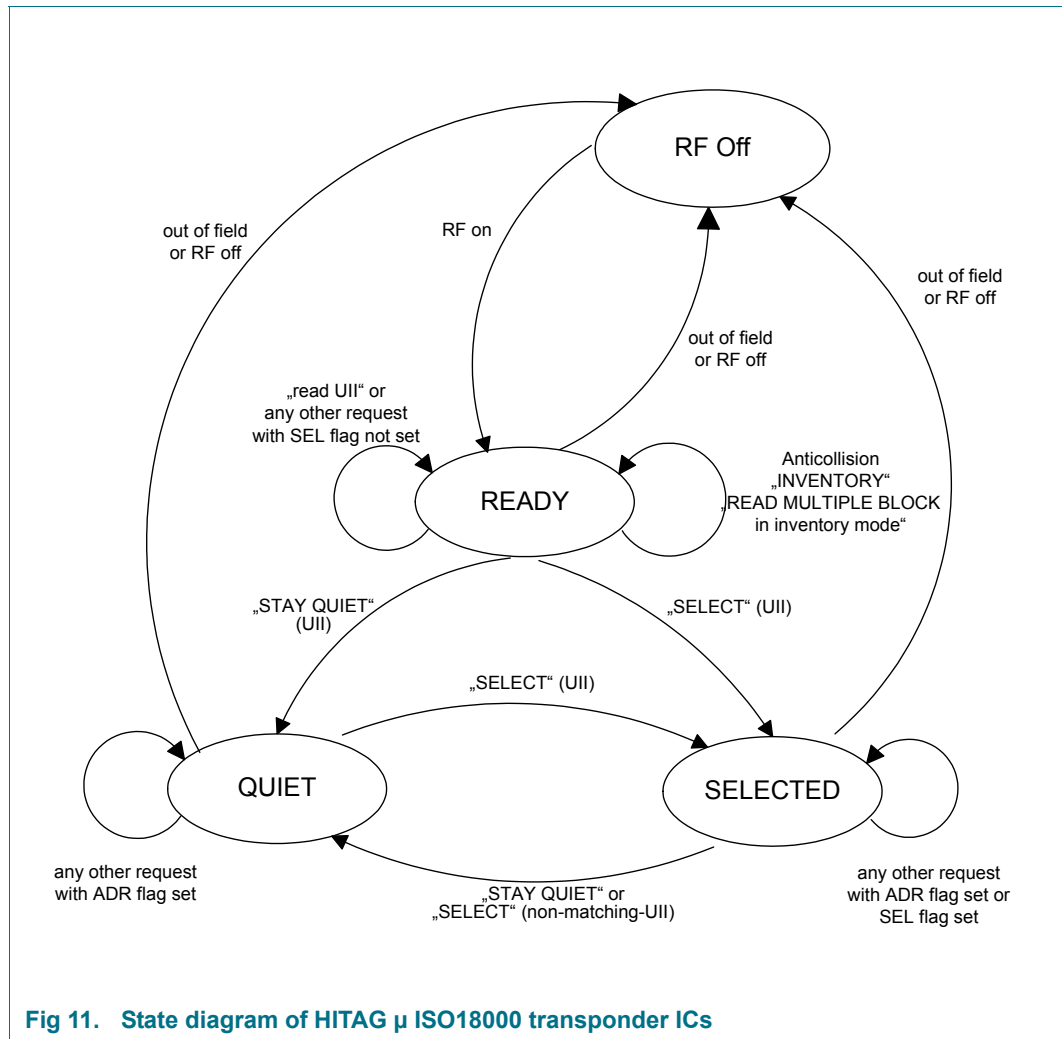 RF Off
out of field
or RF off
RF on
out of field
or RF off
out of field
or RF off
„read UII“ or
any other request
with SEL flag not set
Anticollision
„INVENTORY“
„READ MULTIPLE BLOCK
in inventory mode“
READY
„STAY QUIET“
(UII)
„SELECT“ (UII)
„SELECT“ (UII)
QUIET
SELECTED
any other request
with ADR flag set
„STAY QUIET“ or
„SELECT“ (non-matching-UII)
any other request
with ADR flag set or
SEL flag set
Fig 11. State diagram of HITAG µ ISO18000 transponder ICs